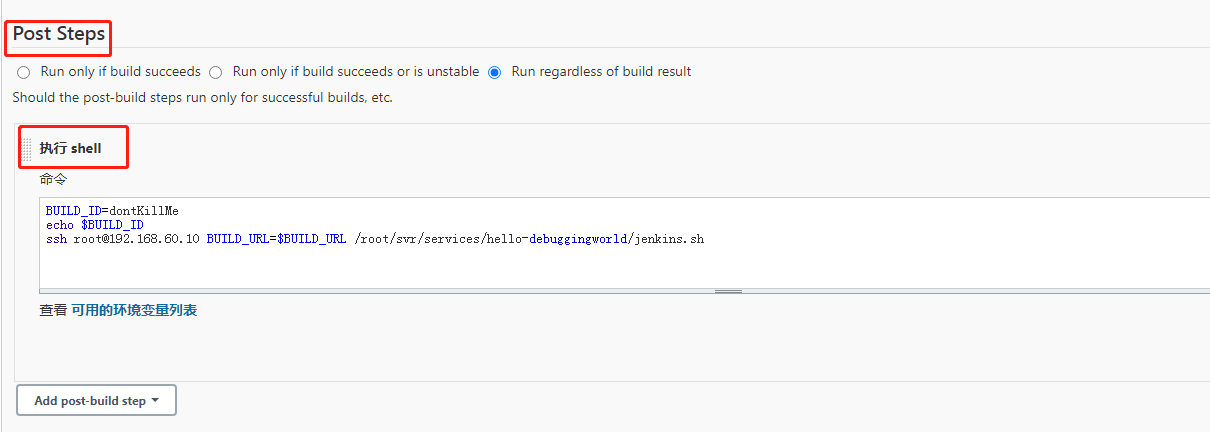 Post Steps
Run only if build succeeds Run only if build succeeds or is unstable Run regardless of build result
Should the post-build steps run only for successful builds, etc.
执行 shell
命令
BUILD_ID=dontKillMe
echo $BUILD_ID
ssh root@192.168.60.10 BUILD_URL=$BUILD_URL /root/svr/services/hello-debuggingworld/jenkins.sh
查看 可用的环境变量列表
Add post-build step